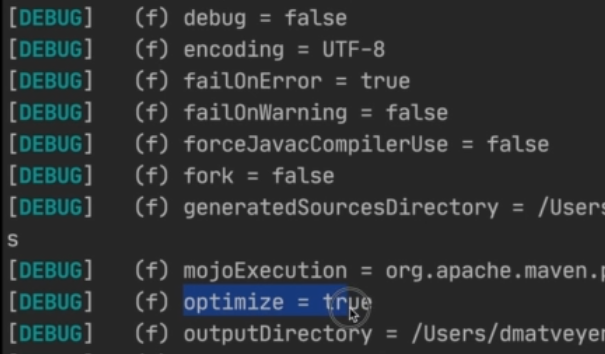 [DEBUG] (f) debug = false
[DEBUG] (f) encoding = UTF-8
[DEBUG] (f) failOnError = true
[DEBUG] (f) failOnWarning = false
[DEBUG] (f) forceJavacCompilerUse = false
[DEBUG] (f) fork = false
[DEBUG] (f) generatedSourcesDirectory = /Users
s
[DEBUG] (f) mojoExecution = org.apache.maven.p
[DEBUG] (f) optimize = true
[DEBUG] (f) outputDirectory = /Users/dmatveyer